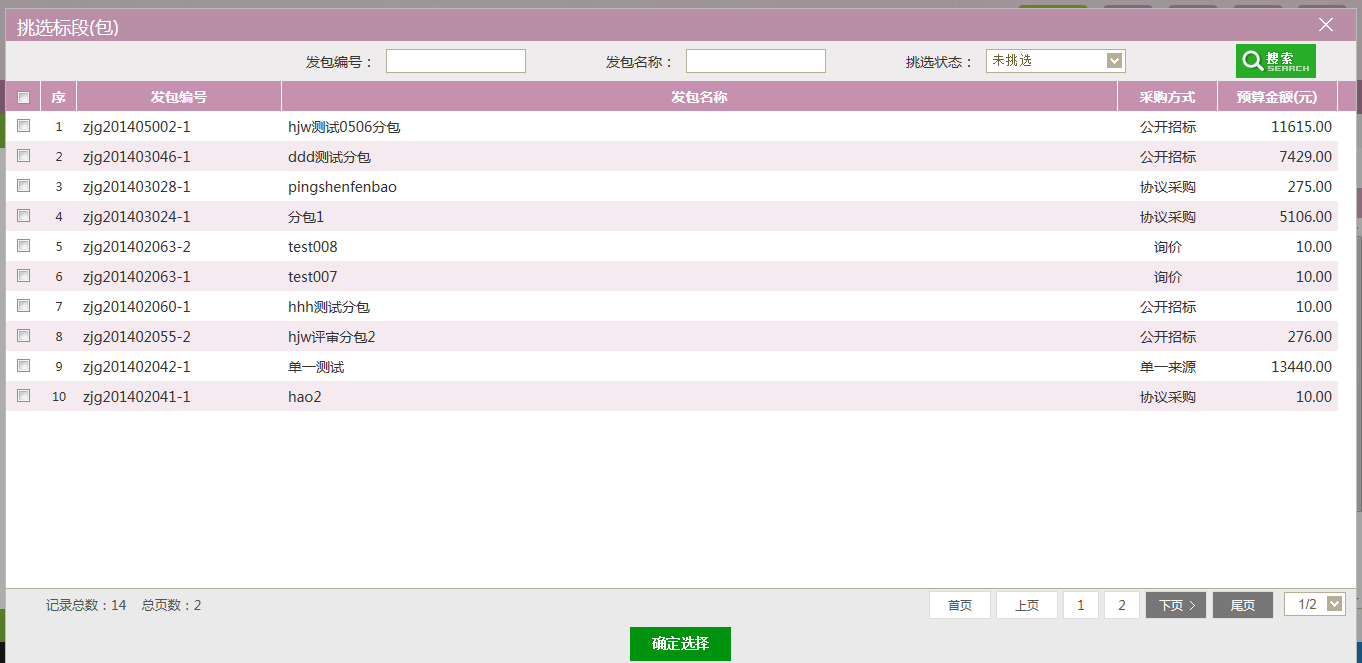 挑选标段(包)
发包编号： 发包名称： 挑选状态： 未挑选 搜索 SEARCH
序 发包编号 发包名称 采购方式 预算金额(元)
1 zjg201405002-1 hjw测试0506分包 公开招标 11615.00
2 zjg201403046-1 ddd测试分包 公开招标 7429.00
3 zjg201403028-1 pingshenfenbao 协议采购 275.00
4 zjg201403024-1 分包1 协议采购 5106.00
5 zjg201402063-2 test008 询价 10.00
6 zjg201402063-1 test007 询价 10.00
7 zjg201402060-1 hhh测试分包 公开招标 10.00
8 zjg201402055-2 hjw评审分包2 公开招标 276.00
9 zjg201402042-1 单一测试 单一来源 13440.00
10 zjg201402041-1 hao2 协议采购 10.00
记录总数：14 总页数：2 首页 上页 1 2 下页 尾页 1/2
确定选择